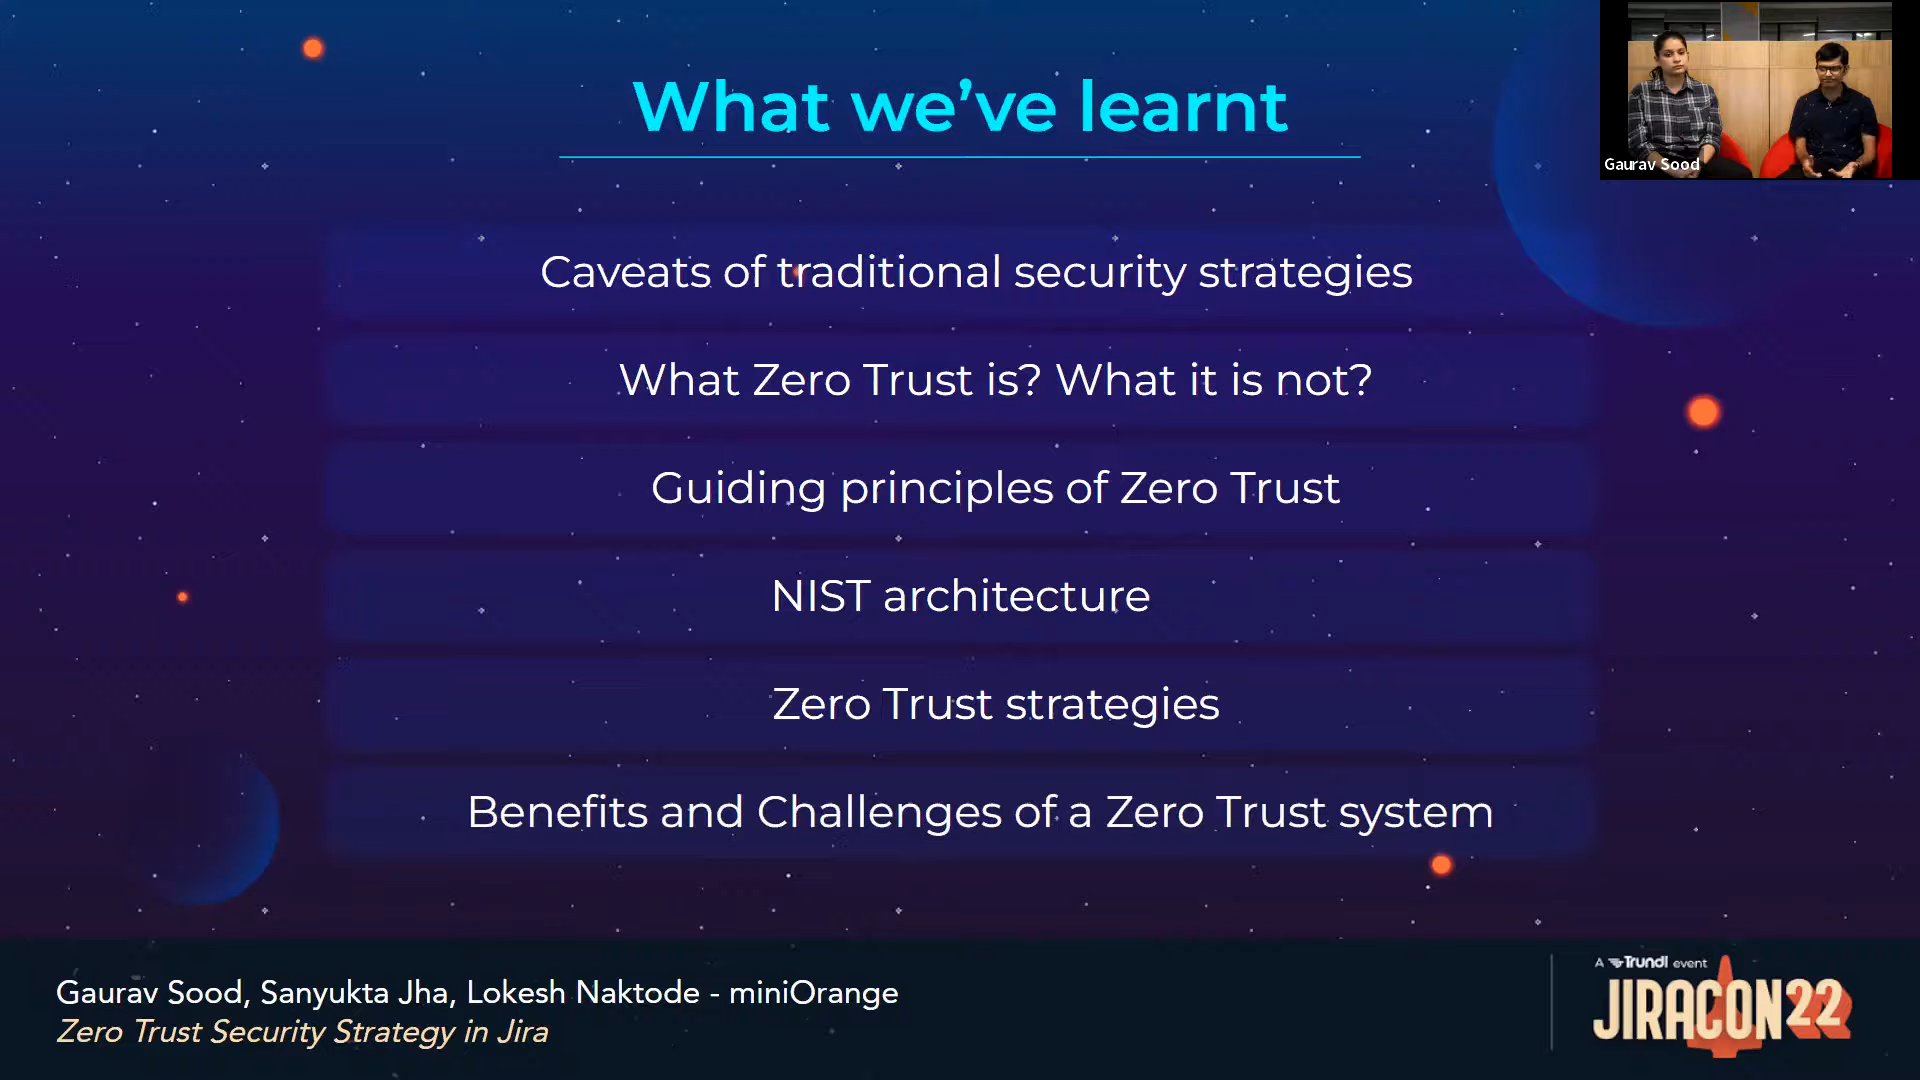 What we’ve learnt
Gaurav Sood
Caveats of traditional security strategies
What Zero Trust is? What it is not?
Guiding principles of Zero Trust
NIST architecture
Zero Trust strategies
Benefits and Challenges of a Zero Trust system
Gaurav Sood, Sanyukta Jha, Lokesh Naktode - miniOrange
Zero Trust Security Strategy in Jira
A Trundl event
JIRACON22